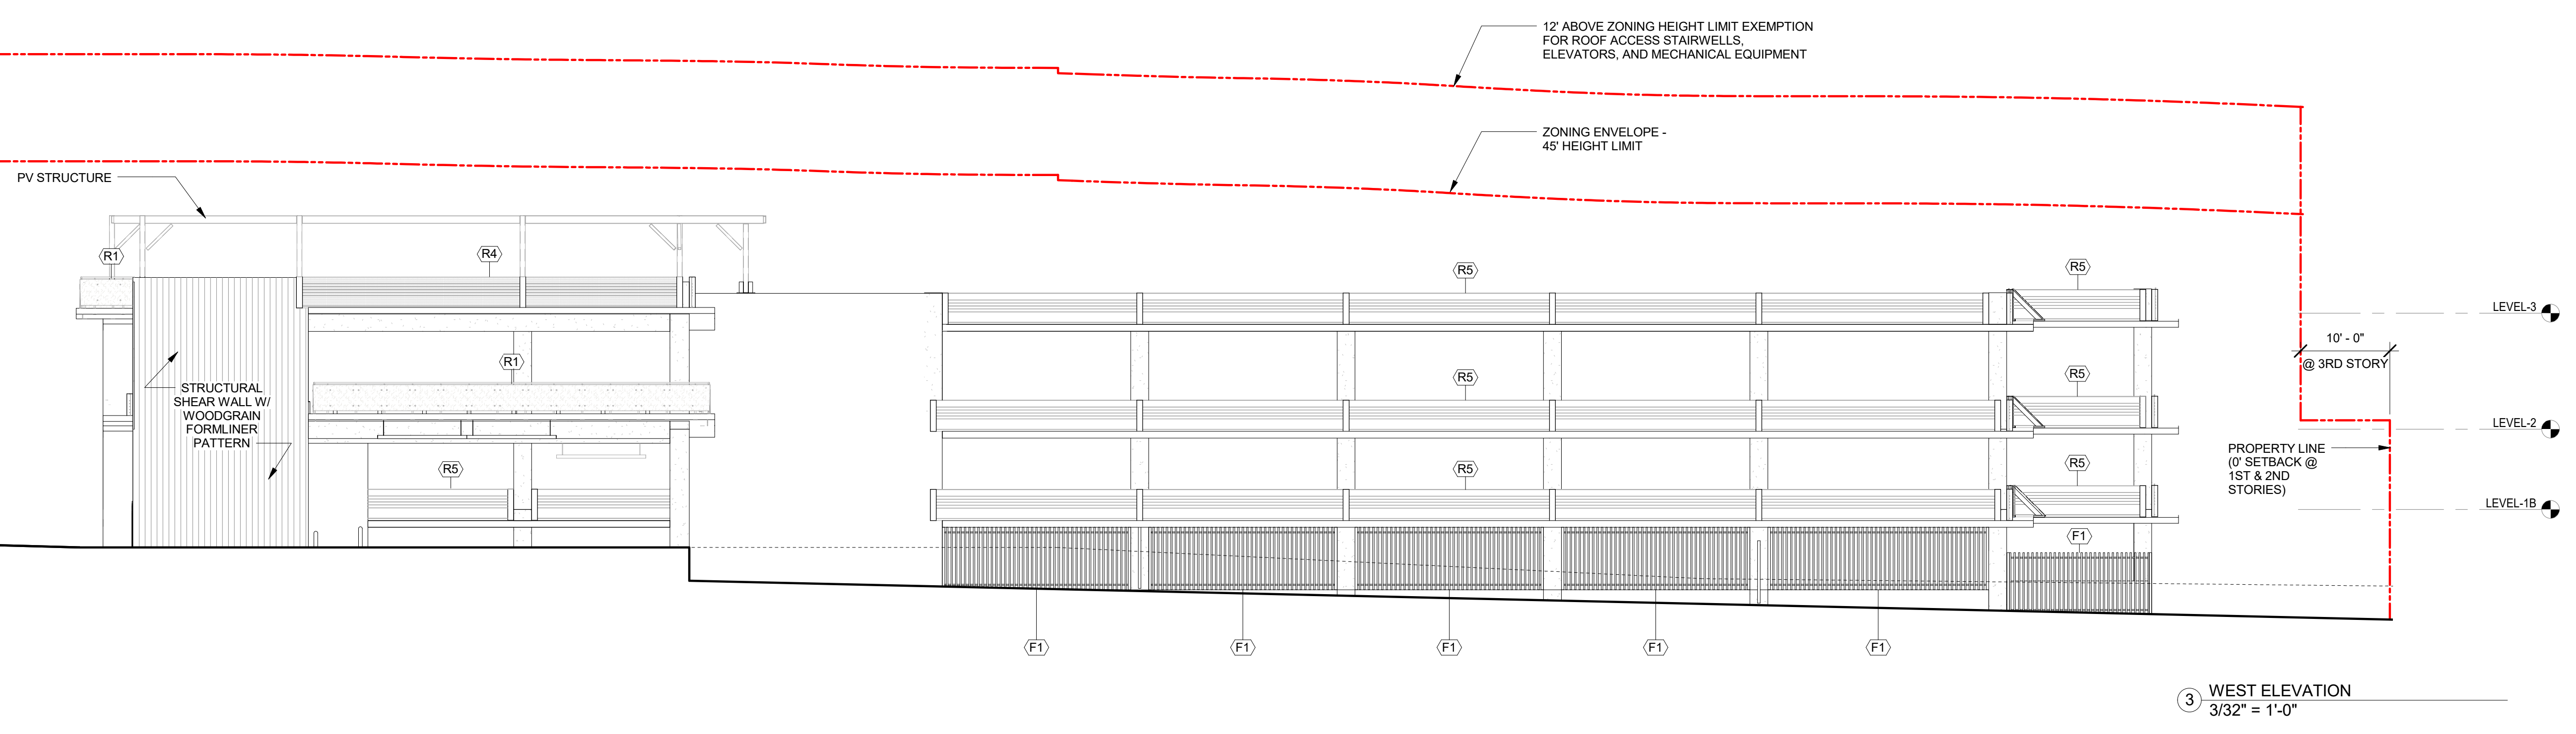 12' ABOVE ZONING HEIGHT LIMIT EXEMPTION
FOR ROOF ACCESS STAIRWELLS,
ELEVATORS, AND MECHANICAL EQUIPMENT
ZONING ENVELOPE -
45' HEIGHT LIMIT
PV STRUCTURE
R1
R4
R5
R5
LEVEL-3
10' - 0"
@ 3RD STORY
R1
R5
R5
STRUCTURAL
SHEAR WALL W/
WOODGRAIN
FORMLINER
PATTERN
LEVEL-2
PROPERTY LINE
(0' SETBACK @
1ST & 2ND
STORIES)
R5
R5
R5
LEVEL-1B
F1
F1
F1
F1
F1
F1
3
WEST ELEVATION
3/32" = 1'-0"